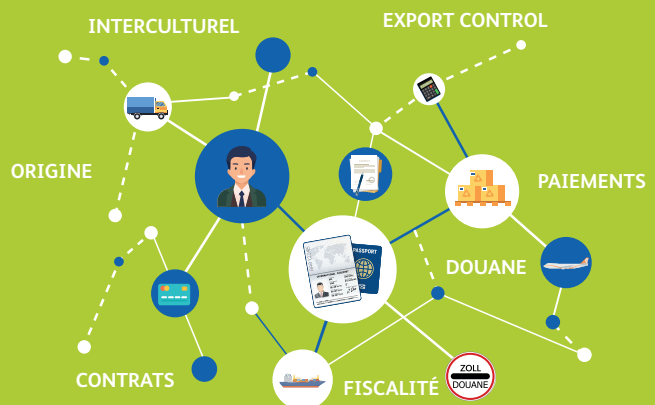 INTERCULTUREL
EXPORT CONTROL
ORIGINE
PAIEMENTS
PASSPORT
DOUANE
ZOLL
DOUANE
CONTRATS
FISCALITÉ